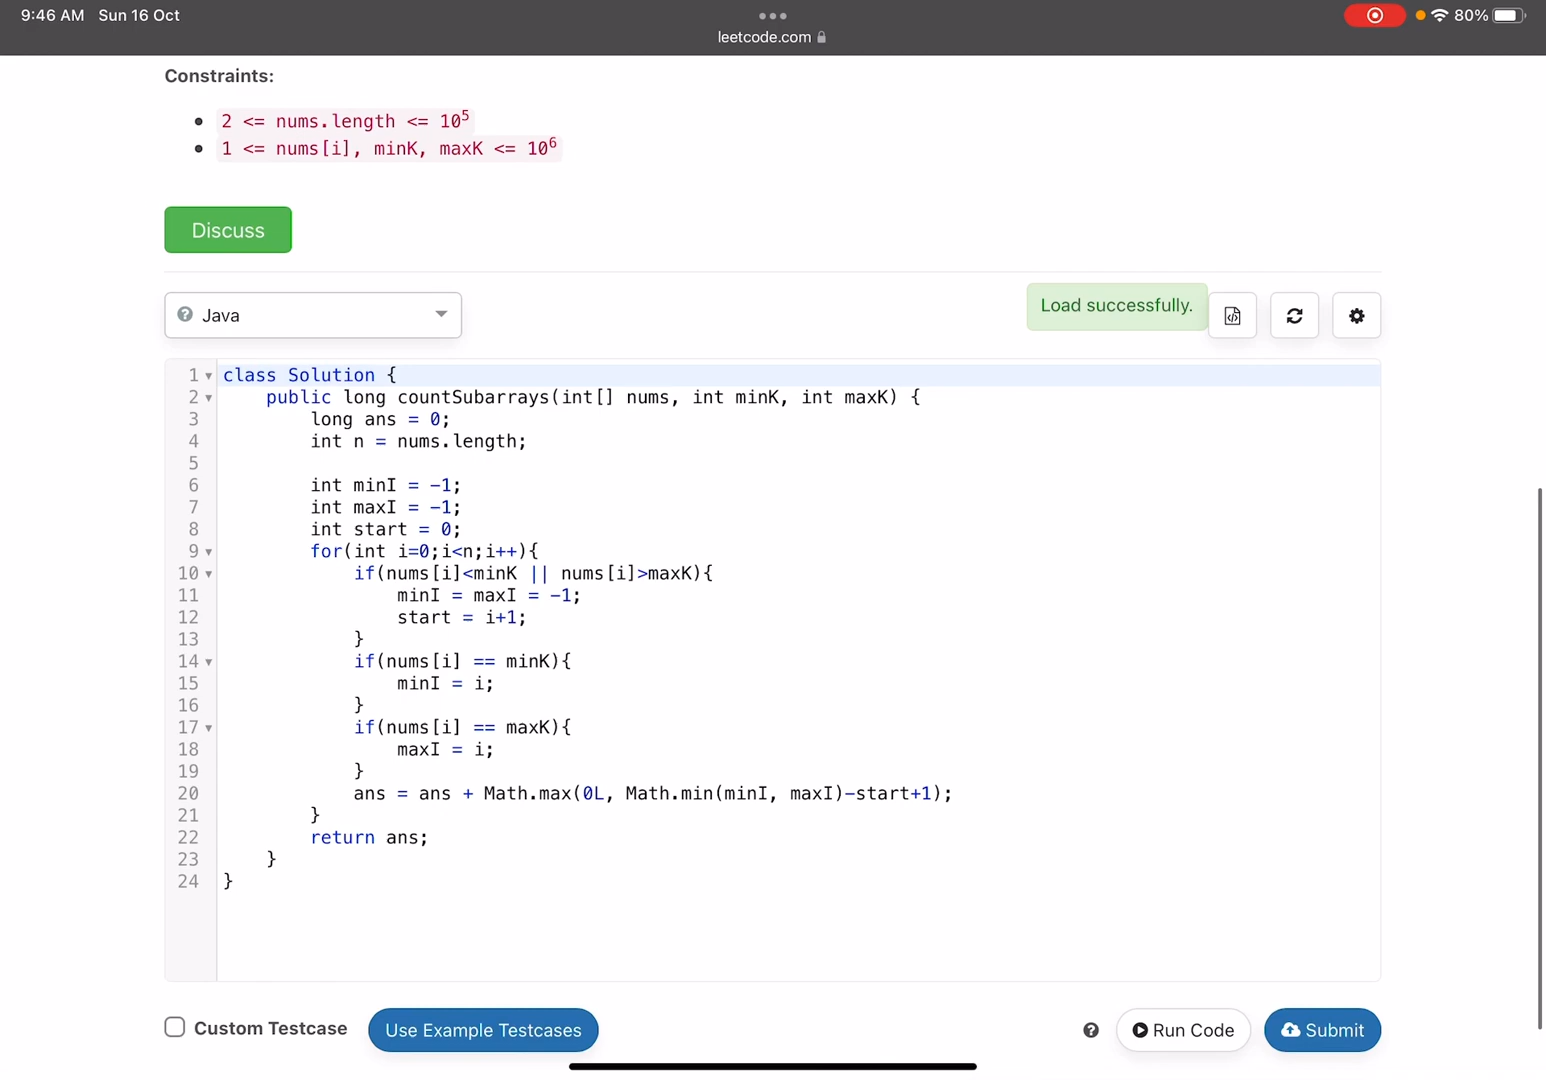 9:46 AM Sun 16 Oct
80%
leetcode.com
Constraints:
2 <= nums.length <= 10⁵
1 <= nums[i], minK, maxK <= 10⁶
Discuss
Java
Load successfully.
1 class Solution {
2     public long countSubarrays(int[] nums, int minK, int maxK) {
3         long ans = 0;
4         int n = nums.length;
5
6         int minI = -1;
7         int maxI = -1;
8         int start = 0;
9         for(int i=0;i<n;i++){
10             if(nums[i]<minK || nums[i]>maxK){
11                 minI = maxI = -1;
12                 start = i+1;
13             }
14             if(nums[i] == minK){
15                 minI = i;
16             }
17             if(nums[i] == maxK){
18                 maxI = i;
19             }
20             ans = ans + Math.max(0L, Math.min(minI, maxI)-start+1);
21         }
22         return ans;
23     }
24 }
Custom Testcase
Use Example Testcases
Run Code
Submit